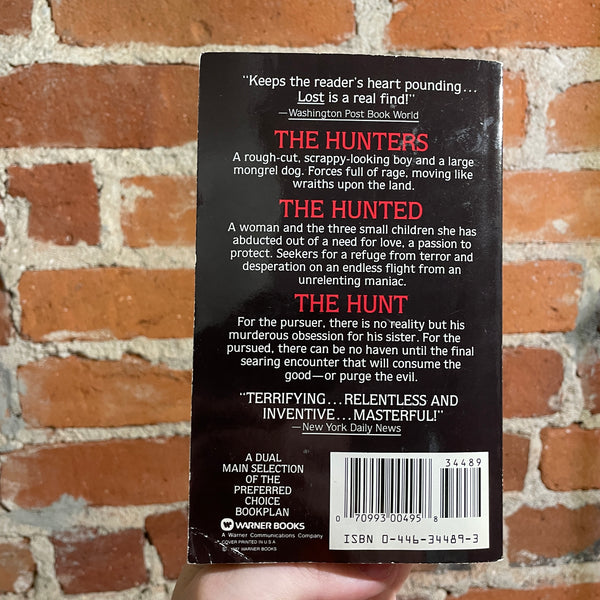 “Keeps the reader's heart pounding...
Lost is a real find!”
—Washington Post Book World
THE HUNTERS
A rough-cut, scrappy-looking boy and a large
mongrel dog. Forces full of rage, moving like
wraiths upon the land.
THE HUNTED
A woman and the three small children she has
abducted out of a need for love, a passion to
protect. Seekers for a refuge from terror and
desperation on an endless flight from an
unrelenting maniac.
THE HUNT
For the pursuer, there is no reality but his
murderous obsession for his sister. For the
pursued, there can be no haven until the final
searing encounter that will consume the
good—or purge the evil.
“TERRIFYING...RELENTLESS AND
INVENTIVE...MASTERFUL!”
—New York Daily News
A DUAL
MAIN SELECTION
OF THE
PREFERRED
CHOICE
BOOKPLAN
WARNER BOOKS
A Warner Communications Company
COVER PRINTED IN U S A
© 1987 WARNER BOOKS
34489
0 70993 00495 8
ISBN 0-446-34489-3